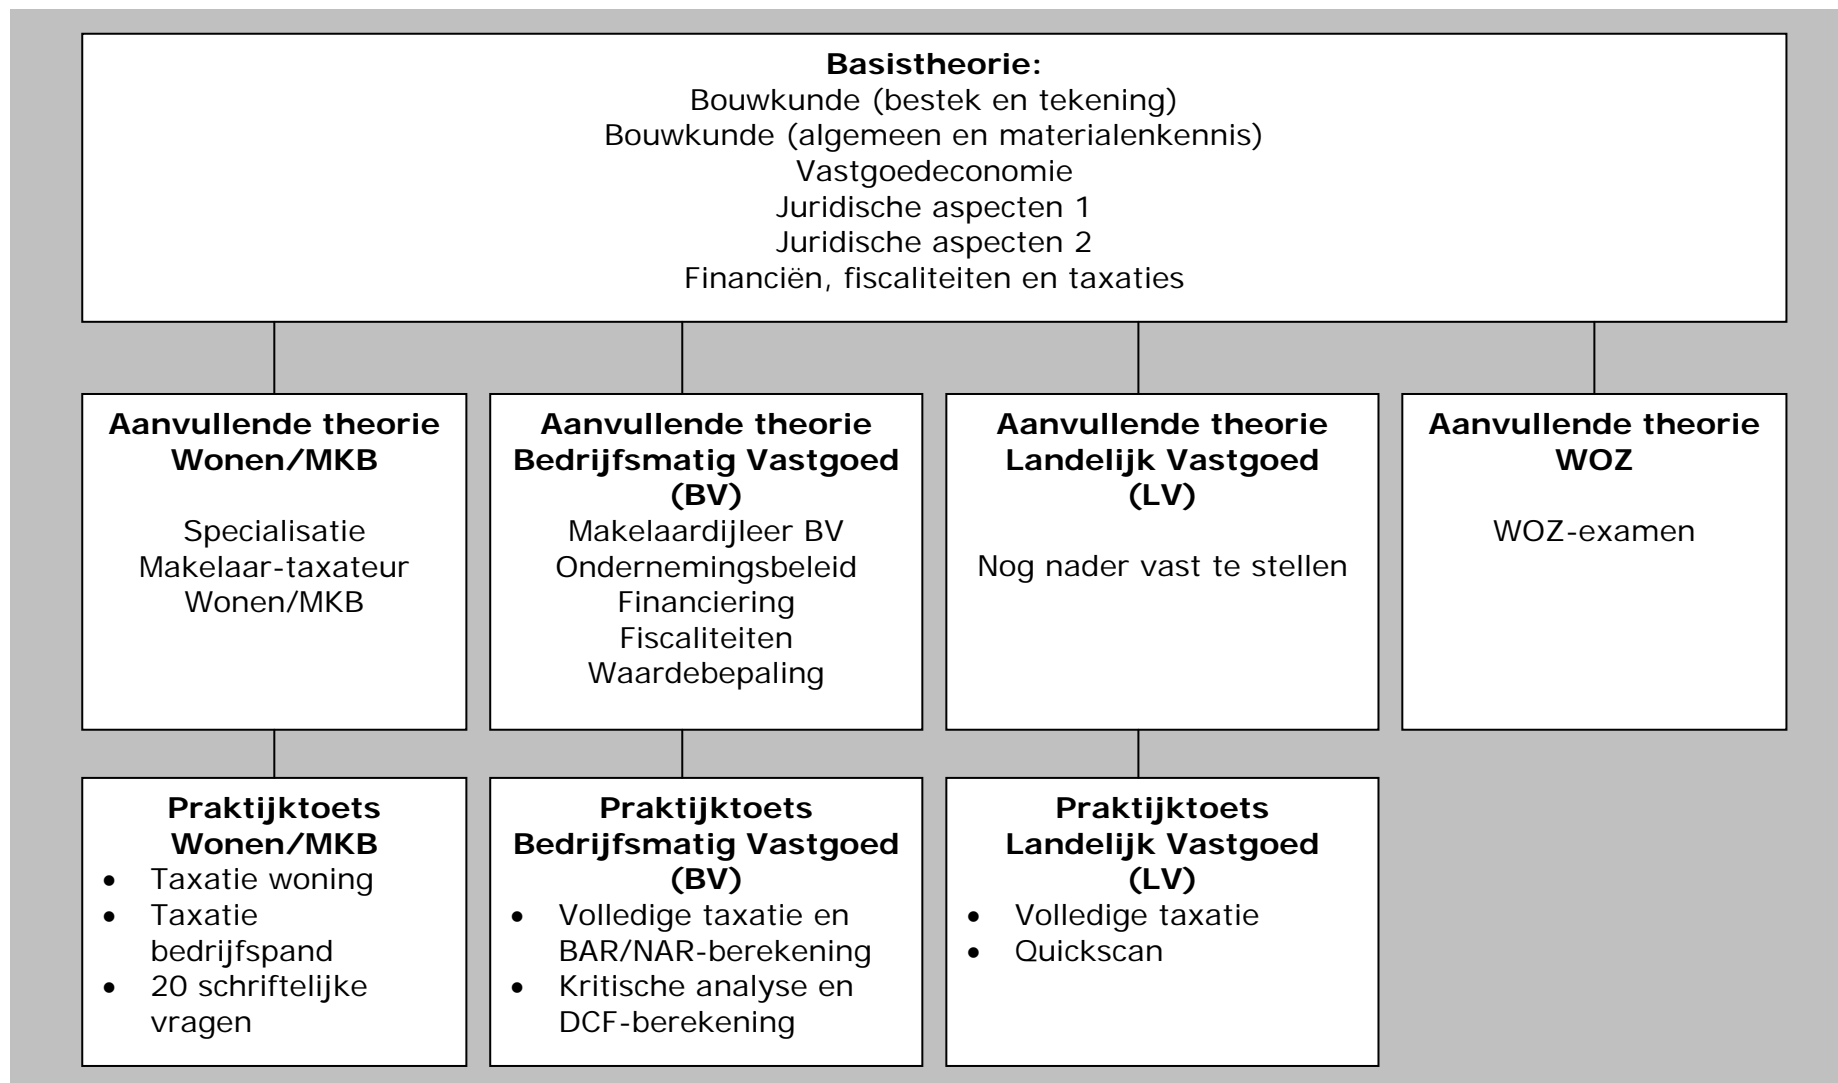 Basistheorie:
Bouwkunde (bestek en tekening)
Bouwkunde (algemeen en materialenkennis)
Vastgoedeconomie
Juridische aspecten 1
Juridische aspecten 2
Financiën, fiscaliteiten en taxaties
Aanvullende theorie
Wonen/MKB
Specialisatie
Makelaar-taxateur
Wonen/MKB
Aanvullende theorie
Bedrijfsmatig Vastgoed
(BV)
Makelaardijleer BV
Ondernemingsbeleid
Financiering
Fiscaliteiten
Waardebepaling
Aanvullende theorie
Landelijk Vastgoed
(LV)
Nog nader vast te stellen
Aanvullende theorie
WOZ
WOZ-examen
Praktijktoets
Wonen/MKB
• Taxatie woning
• Taxatie
bedrijfspand
• 20 schriftelijke
vragen
Praktijktoets
Bedrijfsmatig Vastgoed
(BV)
• Volledige taxatie en
BAR/NAR-berekening
• Kritische analyse en
DCF-berekening
Praktijktoets
Landelijk Vastgoed
(LV)
• Volledige taxatie
• Quickscan